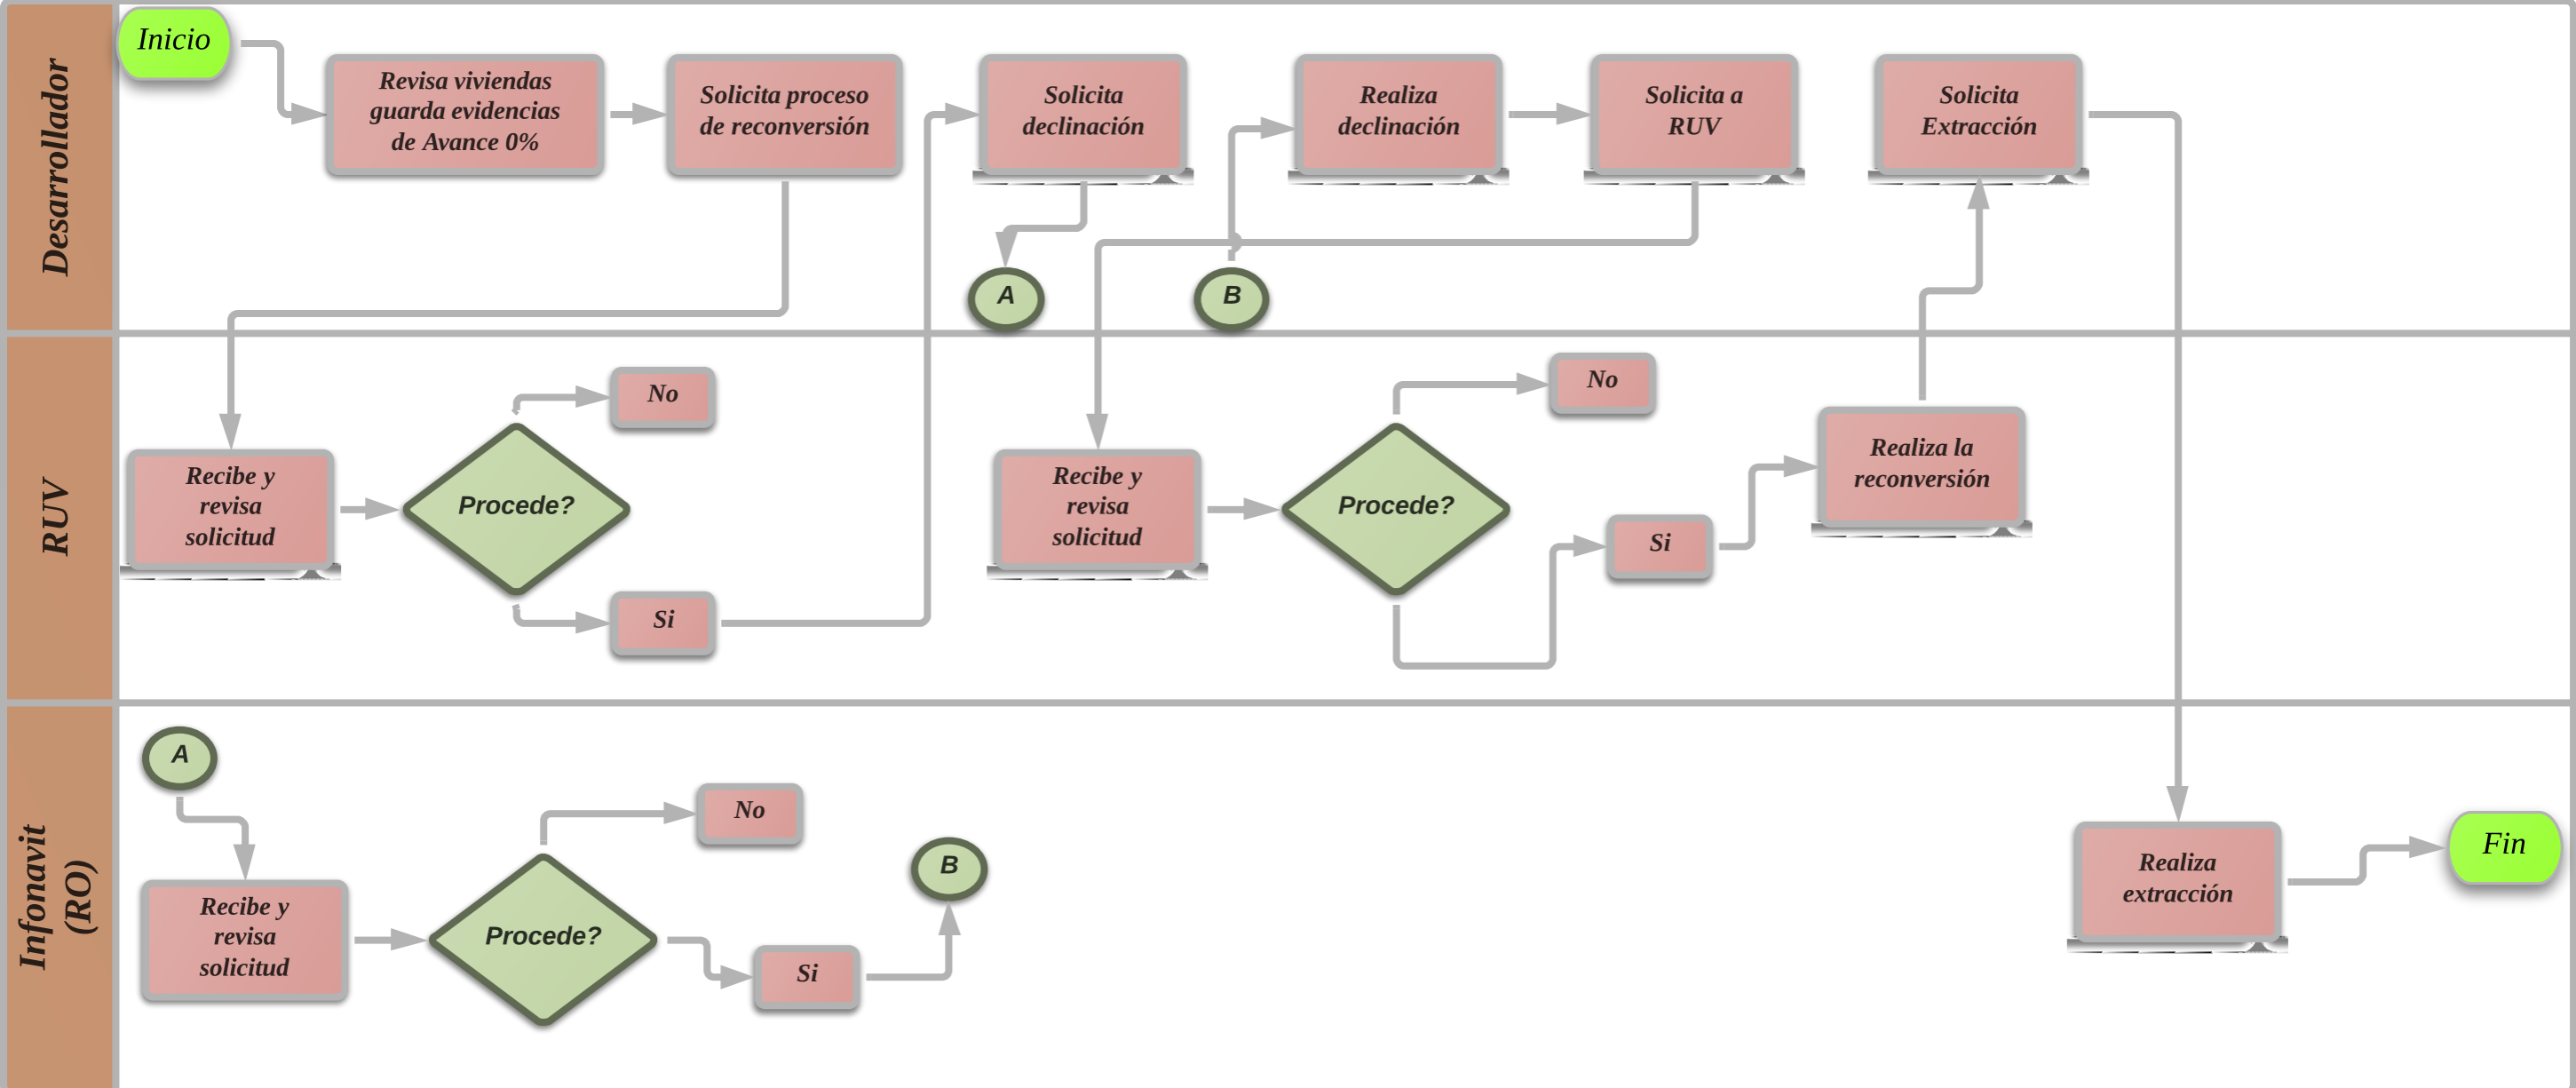 Desarrollador
Inicio
Revisa viviendas
guarda evidencias
de Avance 0%
Solicita proceso
de reconversión
Solicita
declinación
Realiza
declinación
Solicita a
RUV
Solicita
Extracción
A
B
RUV
Recibe y
revisa
solicitud
Procede?
No
Si
Recibe y
revisa
solicitud
Procede?
No
Si
Realiza la
reconversión
Infonavit
(RO)
A
Recibe y
revisa
solicitud
Procede?
No
Si
B
Realiza
extracción
Fin